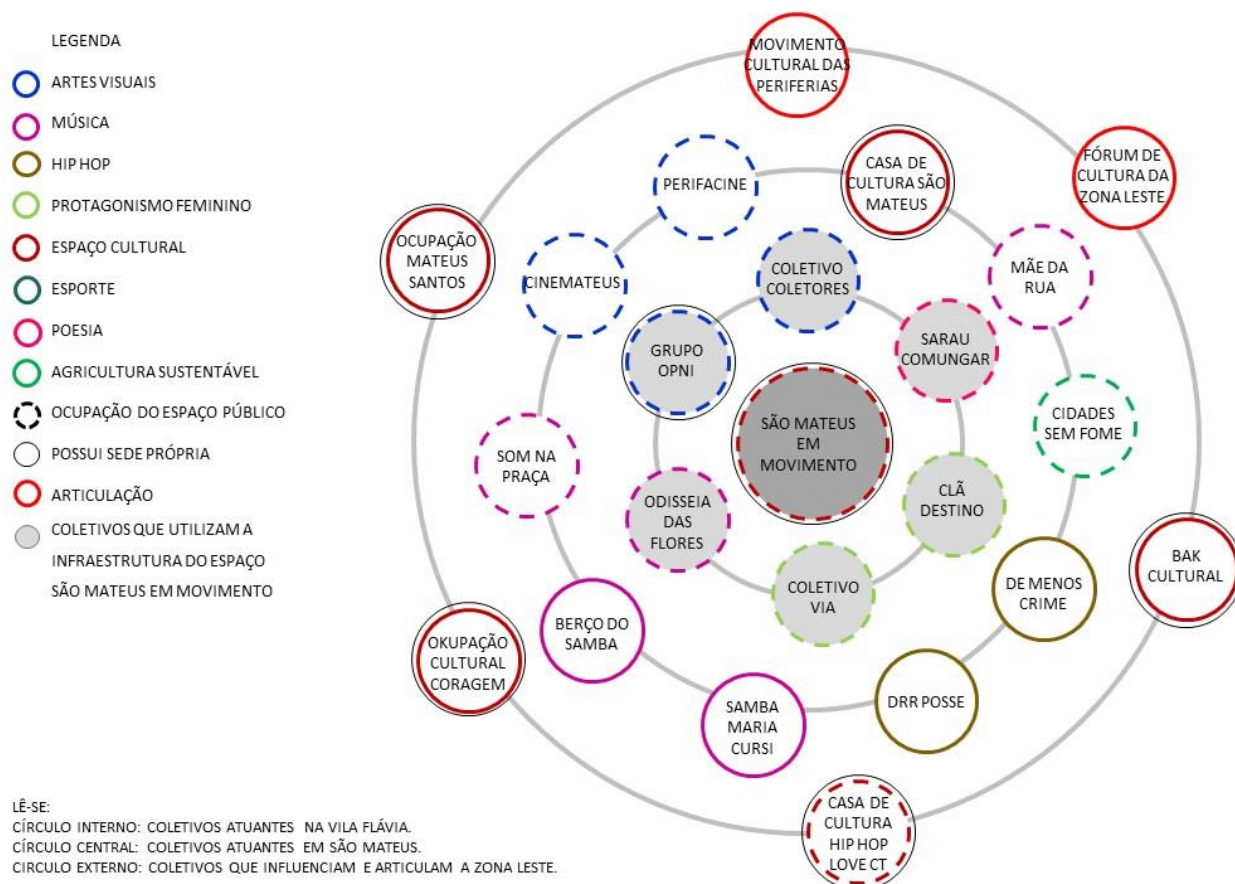 LEGENDA
ARTES VISUAIS
MÚSICA
HIP HOP
PROTAGONISMO FEMININO
ESPAÇO CULTURAL
ESPORTE
POESIA
AGRICULTURA SUSTENTÁVEL
OCUPAÇÃO DO ESPAÇO PÚBLICO
POSSUI SEDE PRÓPRIA
ARTICULAÇÃO
COLETIVOS QUE UTILIZAM A
INFRAESTRUTURA DO ESPAÇO
SÃO MATEUS EM MOVIMENTO
MOVIMENTO
CULTURAL DAS
PERIFERIAS
FÓRUM DE
CULTURA DA
ZONA LESTE
PERIFACINE
CASA DE
CULTURA SÃO
MATEUS
OCUPAÇÃO
MATEUS
SANTOS
CINEMATEUS
COLETIVO
COLETORES
MÃE DA
RUA
GRUPO
OPNI
SARAU
COMUNGAR
SÃO MATEUS
EM
MOVIMENTO
CIDADES
SEM FOME
SOM NA
PRAÇA
ODISSEIA
DAS
FLORES
CLÃ
DESTINO
COLETIVO
VIA
DE MENOS
CRIME
BAK
CULTURAL
BERÇO DO
SAMBA
OKUPAÇÃO
CULTURAL
CORAGEM
SAMBA
MARIA
CURSI
DRR POSSE
CASA DE
CULTURA
HIP HOP
LOVE CT
LÊ-SE:
CÍRCULO INTERNO: COLETIVOS ATUANTES NA VILA FLÁVIA.
CÍRCULO CENTRAL: COLETIVOS ATUANTES EM SÃO MATEUS.
CIRCULO EXTERNO: COLETIVOS QUE INFLUENCIAM E ARTICULAM A ZONA LESTE.